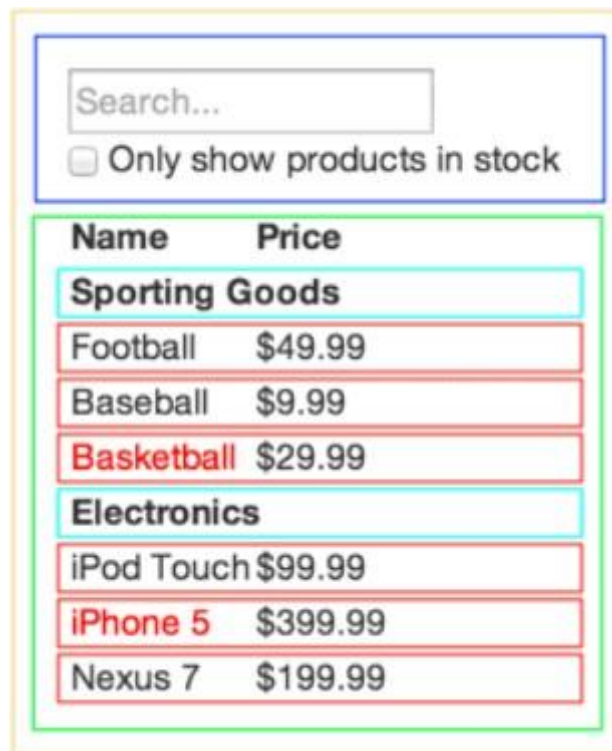 Search...
Only show products in stock
Name Price
Sporting Goods
Football $49.99
Baseball $9.99
Basketball $29.99
Electronics
iPod Touch $99.99
iPhone 5 $399.99
Nexus 7 $199.99